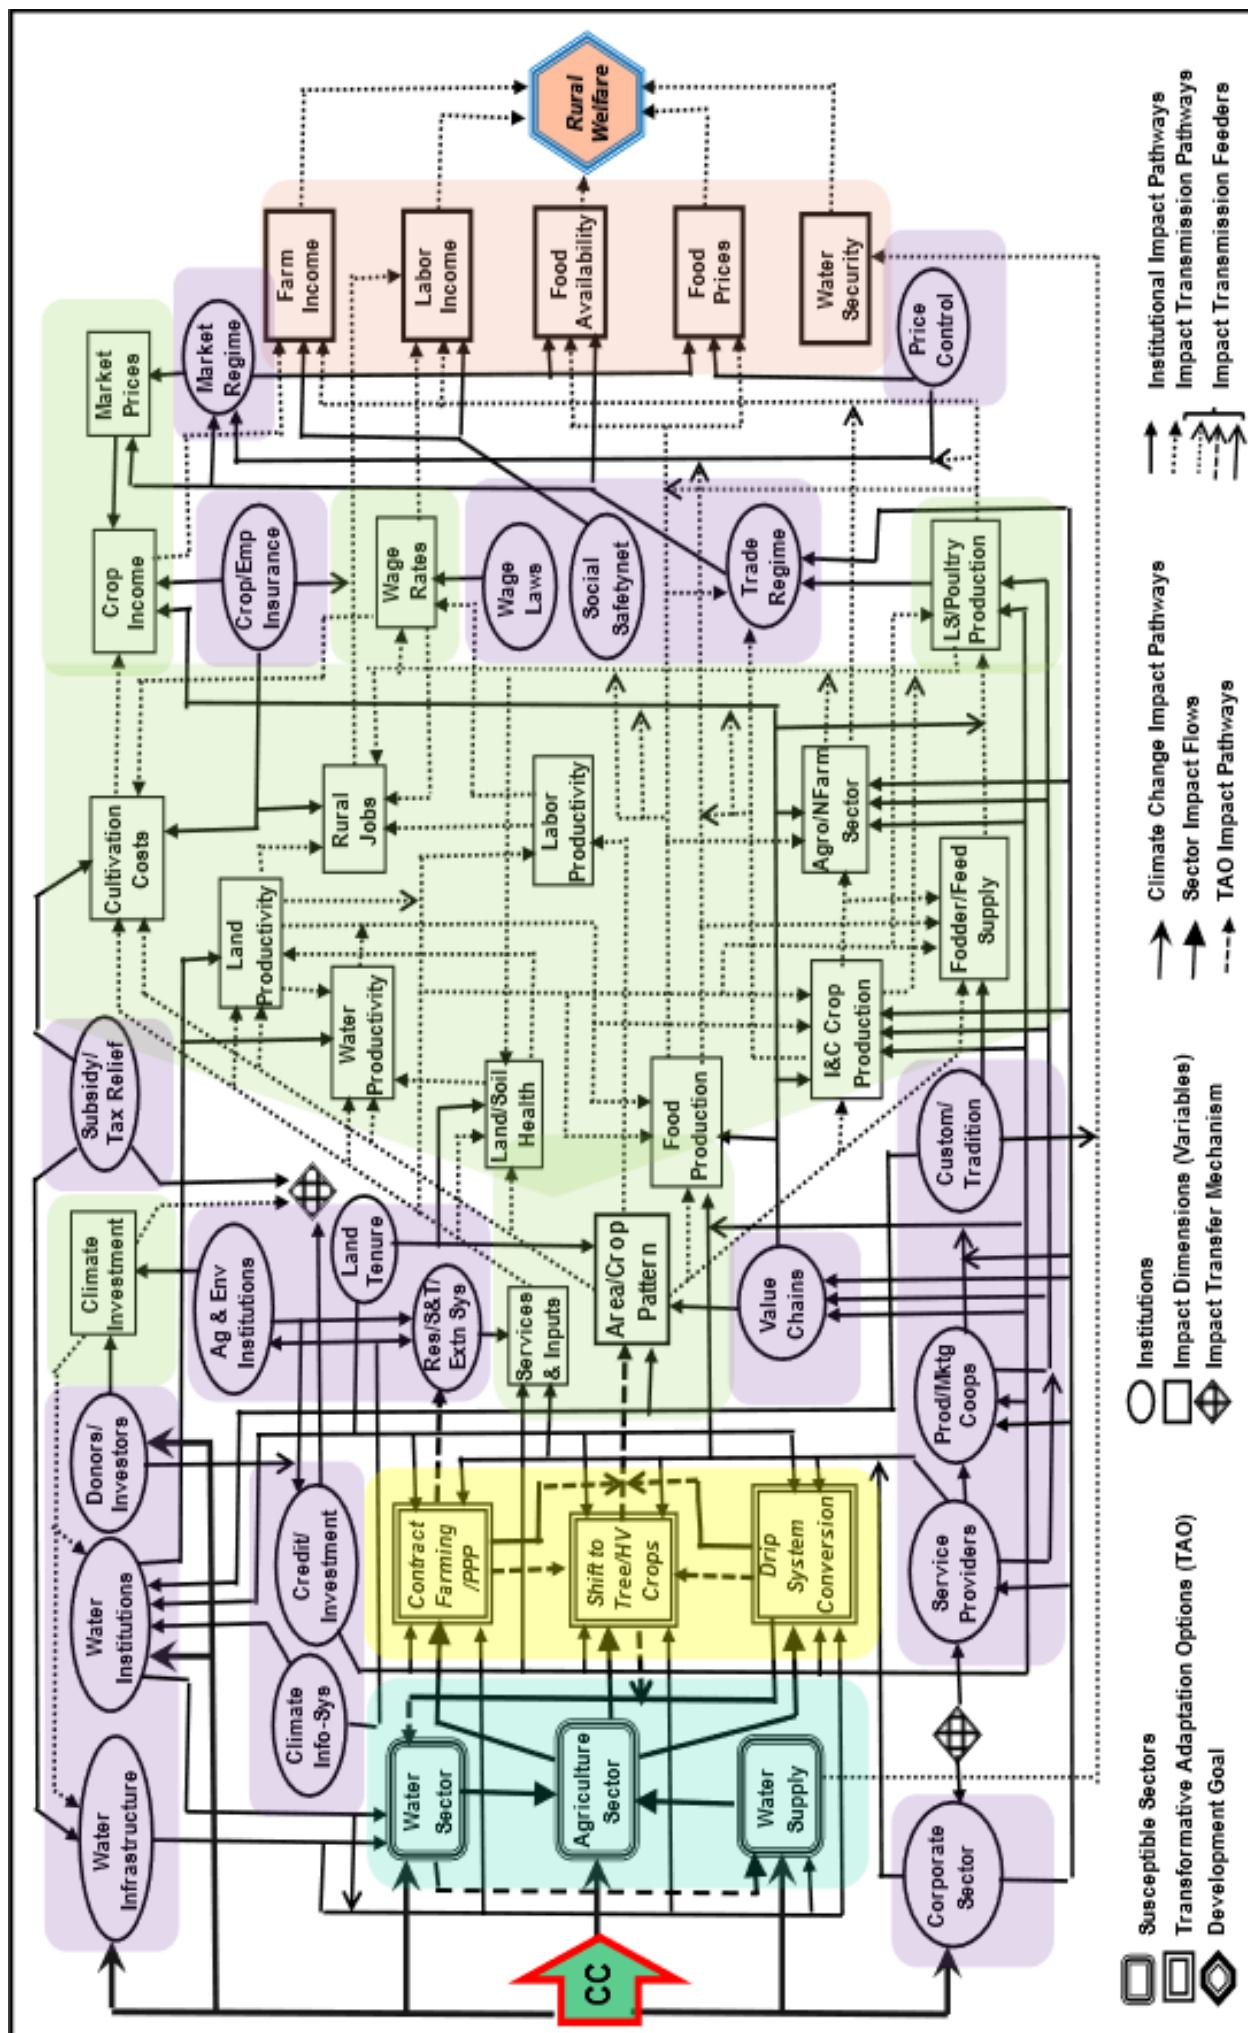 CC
Water
Infrastructure
Water
Institutions
Donors/
Investors
Climate
Investment
Subsidy/
Tax Relief
Cultivation
Costs
Crop
Income
Market
Prices
Climate
Info-Sys
Credit/
Investment
Ag & Env
Institutions
Land
Tenure
Res/S&T/
Extn Sys
Land
Productivity
Water
Productivity
Rural
Jobs
Crop/Emp
Insurance
Market
Regime
Wage
Rates
Farm
Income
Water
Sector
Contract
Farming
/PPP
Services
& Inputs
Land/Soil
Health
Labor
Productivity
Wage
Laws
Social
Safetynet
Labor
Income
Rural
Welfare
Agriculture
Sector
Shift to
Tree/HV
Crops
Area/Crop
Pattern
Food
Production
Trade
Regime
Food
Availability
Water
Supply
Drip
System
Conversion
Value
Chains
I&C Crop
Production
Agro/NFarm
Sector
Food
Prices
Corporate
Sector
Service
Providers
Prod/Mktg
Coops
Custom/
Tradition
Fodder/Feed
Supply
LS/Poultry
Production
Price
Control
Water
Security
Susceptible Sectors
Transformative Adaptation Options (TAO)
Development Goal
Institutions
Impact Dimensions (Variables)
Impact Transfer Mechanism
Climate Change Impact Pathways
Sector Impact Flows
TAO Impact Pathways
Institutional Impact Pathways
Impact Transmission Pathways
Impact Transmission Feeders